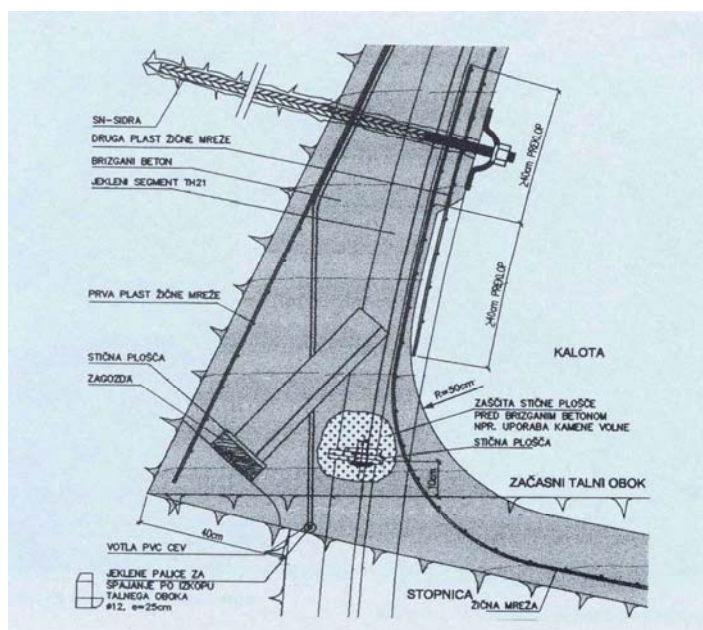 SN-SIDRA
DRUGA PLAST ŽIČNE MREŽE
BRIZGANI BETON
JEKLENI SEGMENT TH21
≥40cm PREKLOP
≥40cm PREKLOP
PRVA PLAST ŽIČNE MREŽE
STIČNA PLOŠČA
ZAGOZDA
KALOTA
R=50cm
ZAŠČITA STIČNE PLOŠČE
PRED BRIZGANIM BETONOM
NPR. UPORABA KAMENE VOLNE
STIČNA PLOŠČA
10cm
ZAČASNI TALNI OBOK
40cm
VOTLA PVC CEV
JEKLENE PALICE ZA
SPAJANJE PO IZKOPU
TALNEGA OBOKA
ø12, e=25cm
STOPNICA
ŽIČNA MREŽA